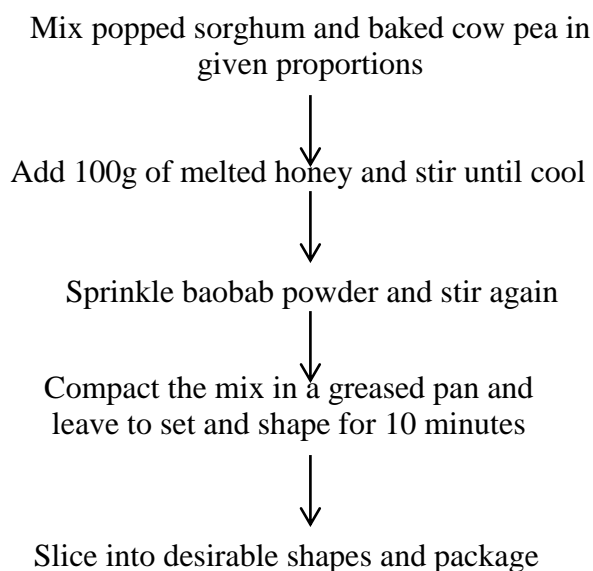 Mix popped sorghum and baked cow pea in
given proportions
Add 100g of melted honey and stir until cool
Sprinkle baobab powder and stir again
Compact the mix in a greased pan and
leave to set and shape for 10 minutes
Slice into desirable shapes and package